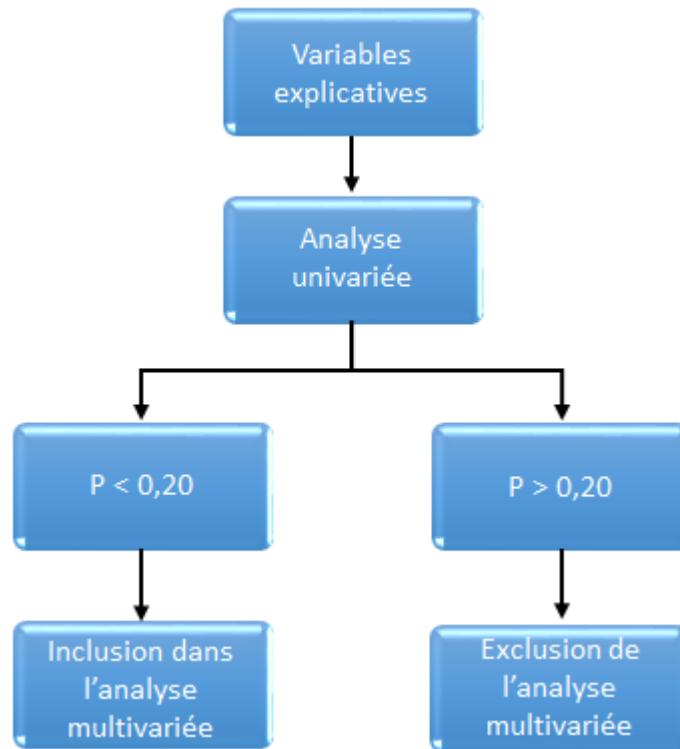 Variables
explicatives
Analyse
univariée
P < 0,20
P > 0,20
Inclusion dans
l'analyse
multivariée
Exclusion de
l'analyse
multivariée